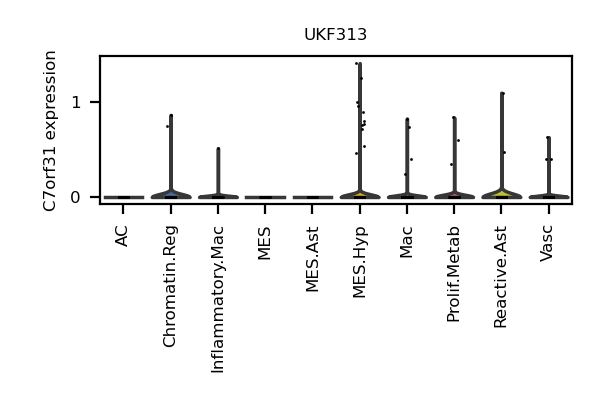 UKF313
C7orf31 expression
1
0
AC
Chromatin.Reg
Inflammatory.Mac
MES
MES.Ast
MES.Hyp
Mac
Prolif.Metab
Reactive.Ast
Vasc